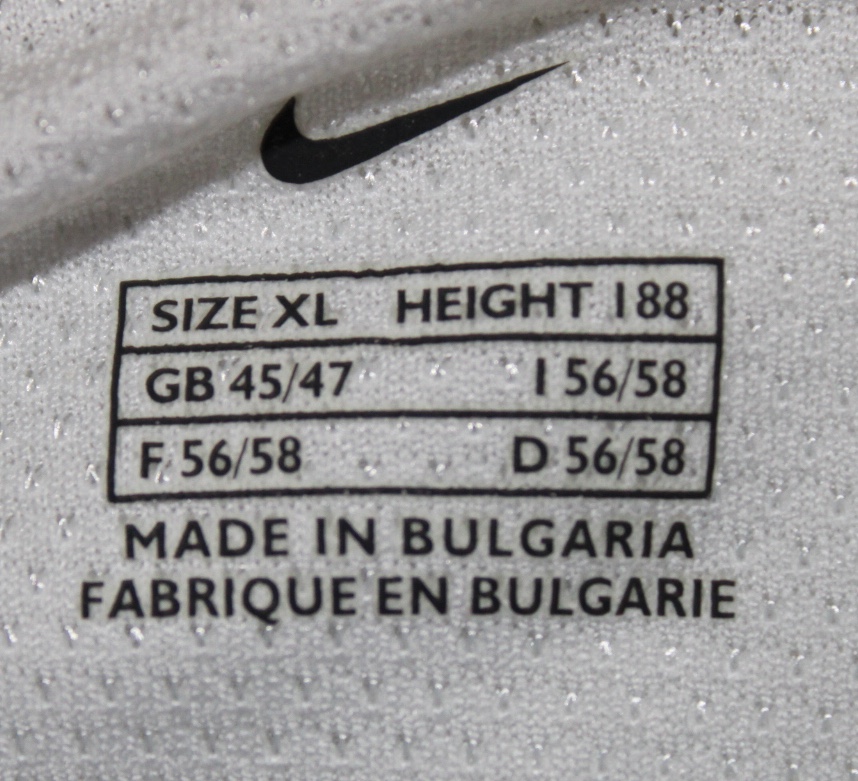 SIZE XL HEIGHT 188
GB 45/47 I 56/58
F 56/58 D 56/58
MADE IN BULGARIA
FABRIQUE EN BULGARIE